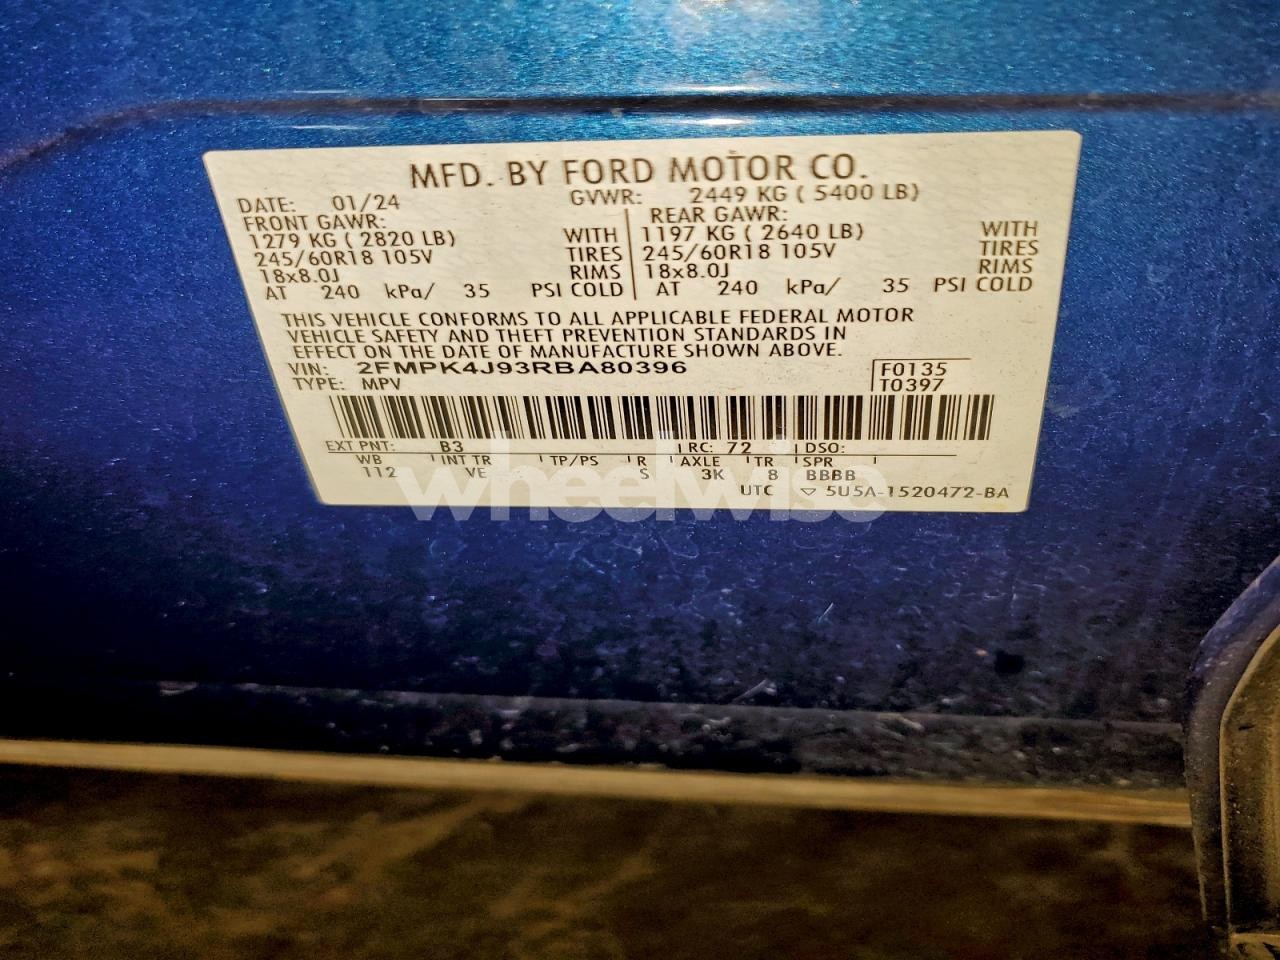 MFD. BY FORD MOTOR CO.
DATE: 01/24 GVWR: 2449 KG ( 5400 LB)
FRONT GAWR: REAR GAWR:
1279 KG ( 2820 LB) WITH 1197 KG ( 2640 LB) WITH
245/60R18 105V TIRES 245/60R18 105V TIRES
18x8.0J RIMS 18x8.0J RIMS
AT 240 kPa/ 35 PSI COLD AT 240 kPa/ 35 PSI COLD
THIS VEHICLE CONFORMS TO ALL APPLICABLE FEDERAL MOTOR
VEHICLE SAFETY AND THEFT PREVENTION STANDARDS IN
EFFECT ON THE DATE OF MANUFACTURE SHOWN ABOVE.
VIN: 2FMPK4J93RBA80396 F0135
TYPE: MPV T0397
EXT PNT: B3 RC: 72 DSO:
WB INT TR TP/PS R AXLE TR SPR
112 VE S 3K 8 BBBB
UTC ▽ 5U5A-1520472-BA
wheelwise